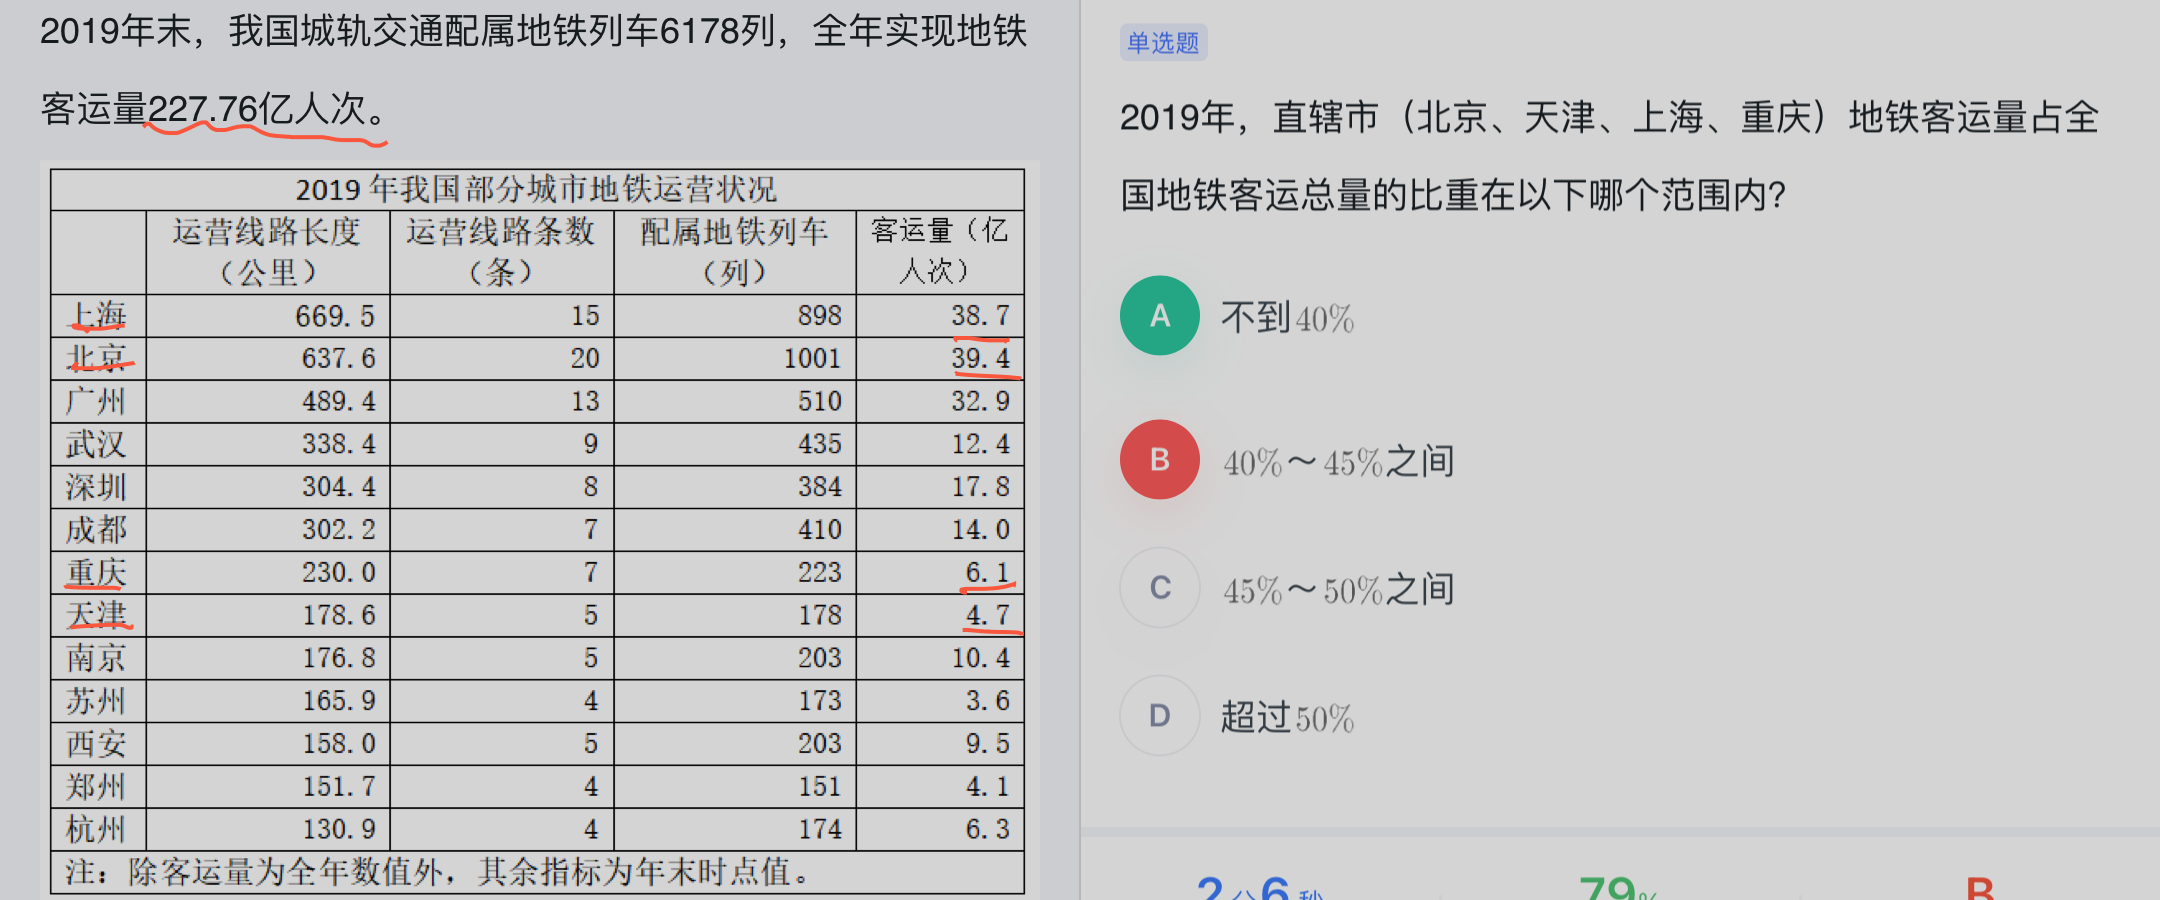 2019年末，我国城轨交通配属地铁列车6178列，全年实现地铁
客运量227.76亿人次。
2019年我国部分城市地铁运营状况
运营线路长度（公里） 运营线路条数（条） 配属地铁列车（列） 客运量（亿人次）
上海 669.5 15 898 38.7
北京 637.6 20 1001 39.4
广州 489.4 13 510 32.9
武汉 338.4 9 435 12.4
深圳 304.4 8 384 17.8
成都 302.2 7 410 14.0
重庆 230.0 7 223 6.1
天津 178.6 5 178 4.7
南京 176.8 5 203 10.4
苏州 165.9 4 173 3.6
西安 158.0 5 203 9.5
郑州 151.7 4 151 4.1
杭州 130.9 4 174 6.3
注：除客运量为全年数值外，其余指标为年末时点值。
单选题
2019年，直辖市（北京、天津、上海、重庆）地铁客运量占全
国地铁客运总量的比重在以下哪个范围内？
A 不到40%
B 40%～45%之间
C 45%～50%之间
D 超过50%
2分6秒 79% B